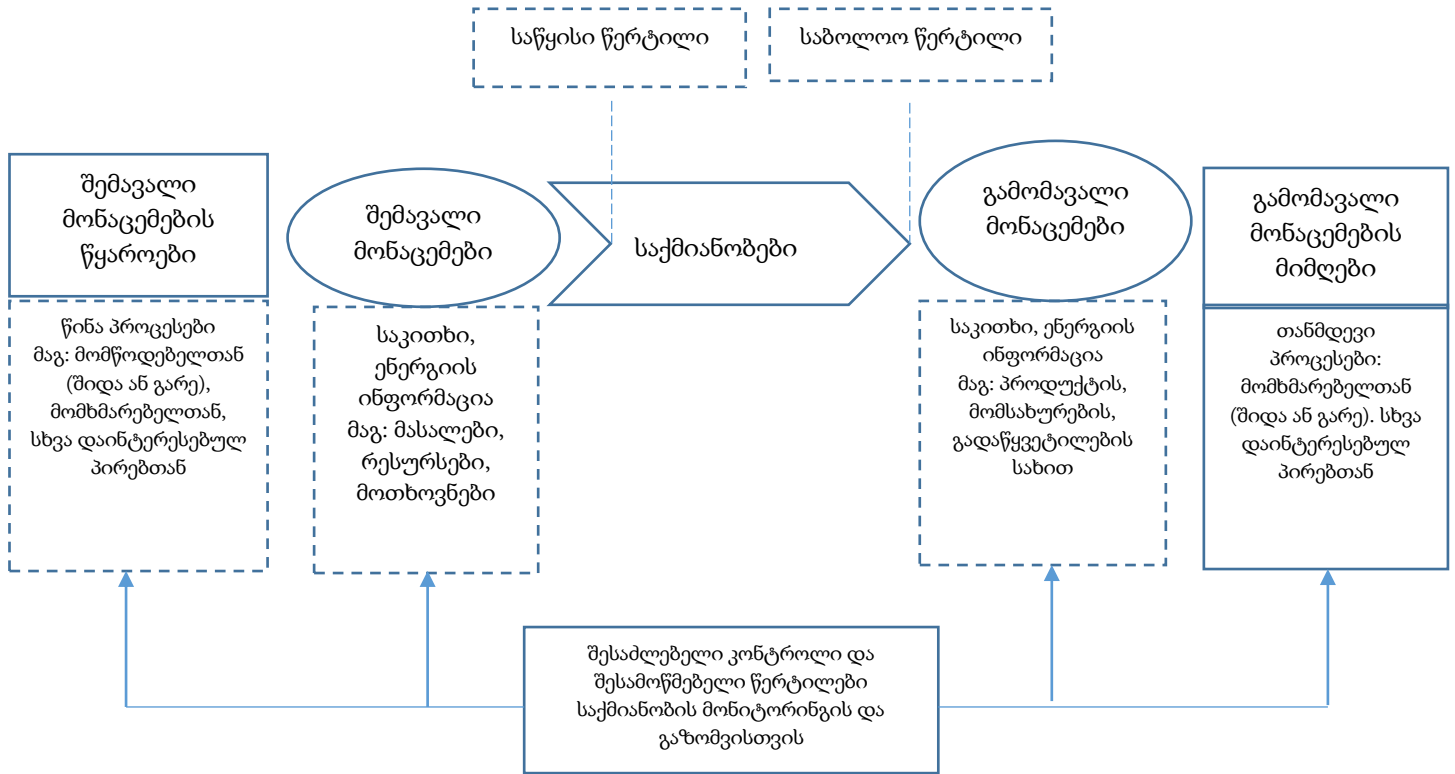 საწყისი წერტილი
საბოლოო წერტილი
შემავალი
მონაცემების
წყაროები
შემავალი
მონაცემები
საქმიანობები
გამომავალი
მონაცემები
გამომავალი
მონაცემების
მიმღები
წინა პროცესები
მაგ: მომწოდებელთან
(შიდა ან გარე),
მომხმარებელთან,
სხვა დაინტერესებულ
პირებთან
საკითხი,
ენერგიის
ინფორმაცია
მაგ: მასალები,
რესურსები,
მოთხოვნები
საკითხი, ენერგიის
ინფორმაცია
მაგ: პროდუქტის,
მომსახურების,
გადაწყვეტილების
სახით
თანმდევი
პროცესები:
მომხმარებელთან
(შიდა ან გარე). სხვა
დაინტერესებულ
პირებთან
შესაძლებელი კონტროლი და
შესამოწმებელი წერტილები
საქმიანობის მონიტორინგის და
გაზომვისთვის